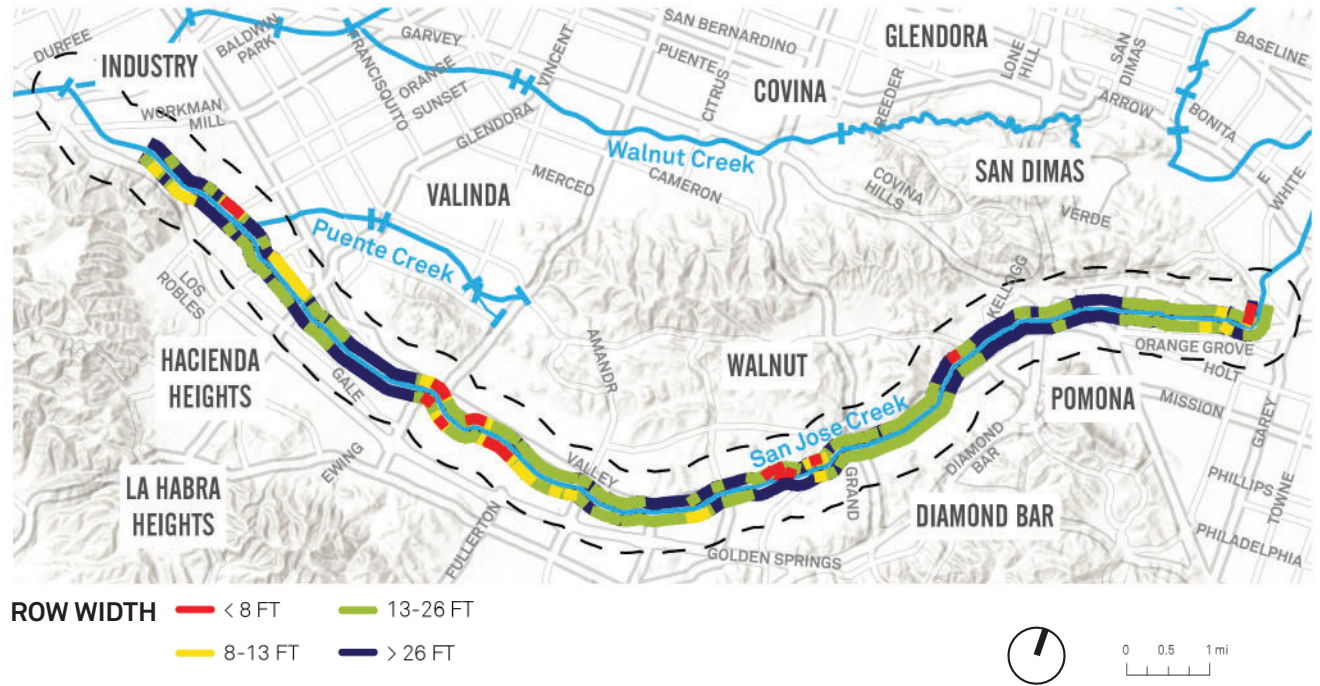 DURFEE
INDUSTRY
BALDWIN
PARK
FRANCISQUITO
GARVEY
ORANGE
SUNSET
VINCENT
SAN BERNARDINO
PUENTE
CITRUS
GLENDORA
LONE
HILL
SAN
DIMAS
BASELINE
COVINA
REEDER
ARROW
BONITA
WORKMAN
MILL
GLENDORA
Walnut Creek
E
WHITE
VALINDA
MERCED
CAMERON
COVINA
HILLS
SAN DIMAS
VERDE
Puente Creek
LOS
ROBLES
KELLOGG
HACIENDA
HEIGHTS
GALE
AMANDR
WALNUT
ORANGE GROVE
HOLT
POMONA
MISSION
GAREY
San Jose Creek
EWING
VALLEY
GRAND
DIAMOND
BAR
LA HABRA
HEIGHTS
FULLERTON
GOLDEN SPRINGS
DIAMOND BAR
PHILLIPS
TOWNE
PHILADELPHIA
ROW WIDTH
< 8 FT
13-26 FT
8-13 FT
> 26 FT
0 0.5 1 mi